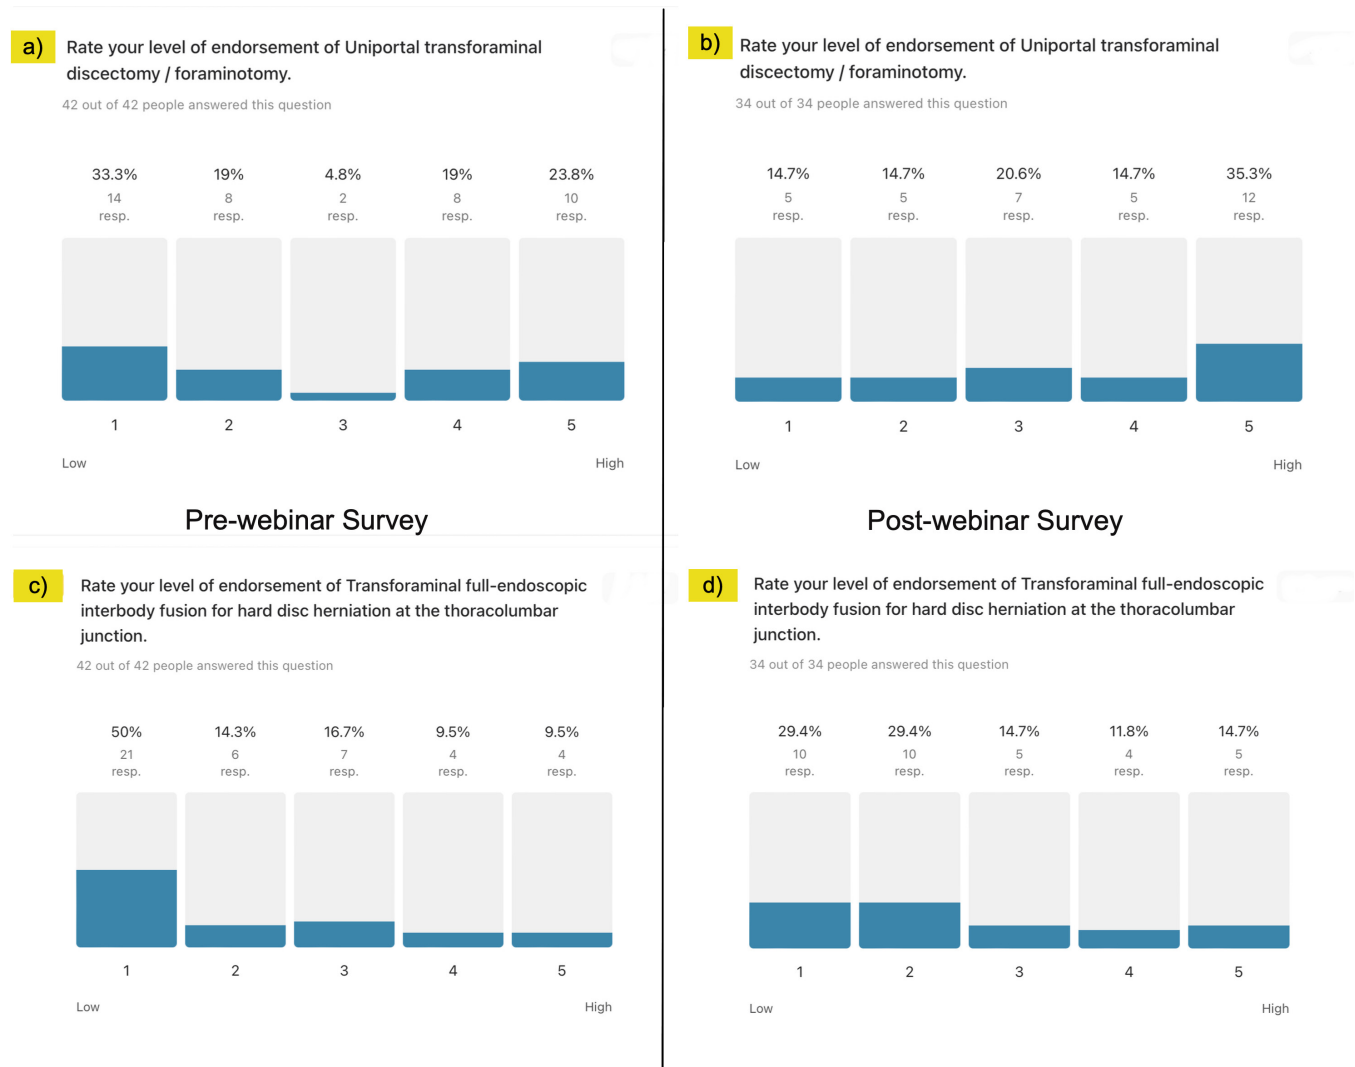 a)
Rate your level of endorsement of Uniportal transforaminal
discectomy / foraminotomy.
42 out of 42 people answered this question
33.3% 19% 4.8% 19% 23.8%
14 8 2 8 10
resp. resp. resp. resp. resp.
1 2 3 4 5
Low High
b)
Rate your level of endorsement of Uniportal transforaminal
discectomy / foraminotomy.
34 out of 34 people answered this question
14.7% 14.7% 20.6% 14.7% 35.3%
5 5 7 5 12
resp. resp. resp. resp. resp.
1 2 3 4 5
Low High
Pre-webinar Survey
Post-webinar Survey
c)
Rate your level of endorsement of Transforaminal full-endoscopic
interbody fusion for hard disc herniation at the thoracolumbar
junction.
42 out of 42 people answered this question
50% 14.3% 16.7% 9.5% 9.5%
21 6 7 4 4
resp. resp. resp. resp. resp.
1 2 3 4 5
Low High
d)
Rate your level of endorsement of Transforaminal full-endoscopic
interbody fusion for hard disc herniation at the thoracolumbar
junction.
34 out of 34 people answered this question
29.4% 29.4% 14.7% 11.8% 14.7%
10 10 5 4 5
resp. resp. resp. resp. resp.
1 2 3 4 5
Low High